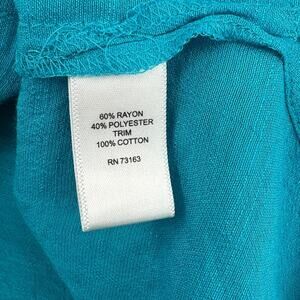 60% RAYON
40% POLYESTER
TRIM
100% COTTON
RN 73163